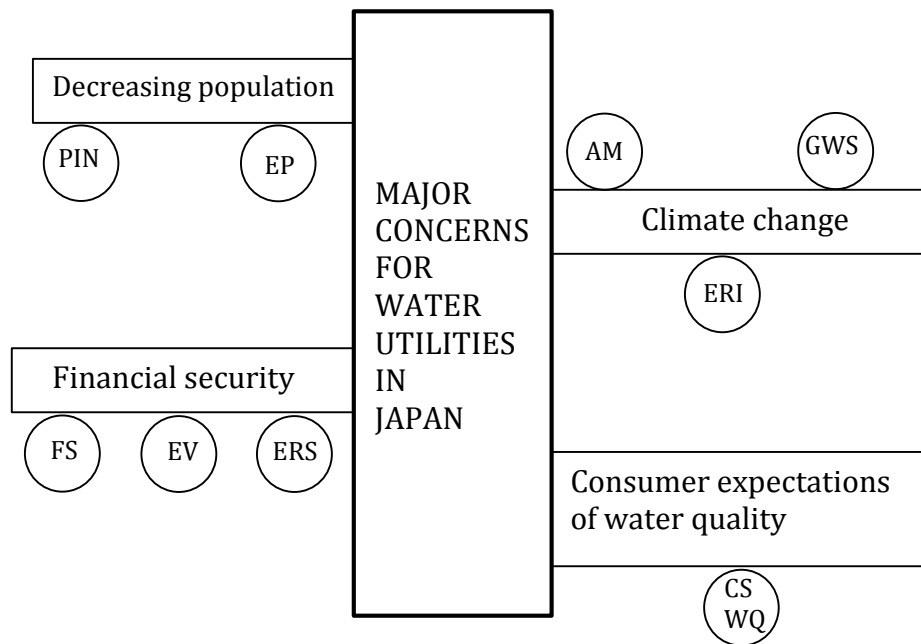 Decreasing population
PIN
EP
Financial security
FS
EV
ERS
MAJOR
CONCERNS
FOR
WATER
UTILITIES
IN
JAPAN
AM
GWS
Climate change
ERI
Consumer expectations
of water quality
CS
WQ